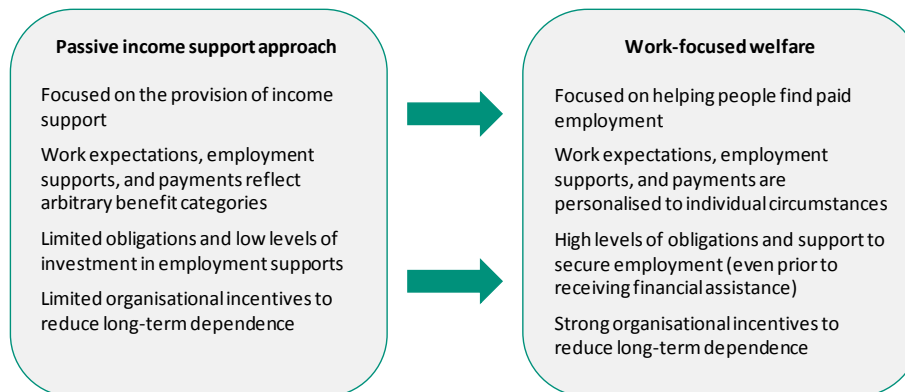 Passive income support approach
Focused on the provision of income
support
Work expectations, employment
supports, and payments reflect
arbitrary benefit categories
Limited obligations and low levels of
investment in employment supports
Limited organisational incentives to
reduce long-term dependence
Work-focused welfare
Focused on helping people find paid
employment
Work expectations, employment
supports, and payments are
personalised to individual circumstances
High levels of obligations and support to
secure employment (even prior to
receiving financial assistance)
Strong organisational incentives to
reduce long-term dependence